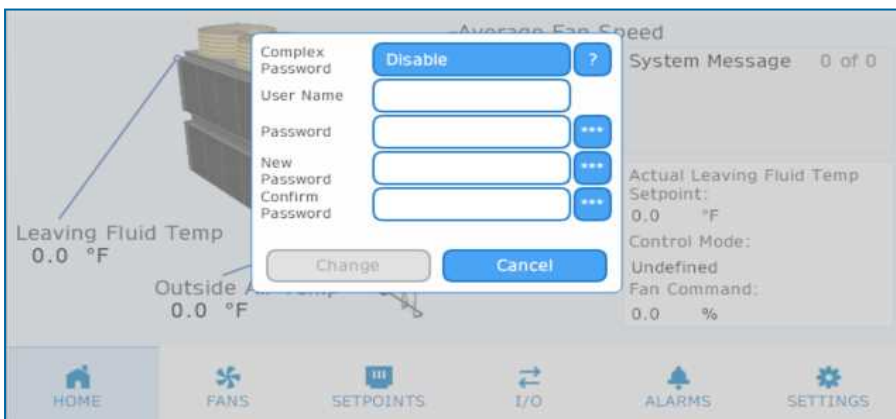 Average Fan Speed
Complex Password
Disable
?
User Name
Password
***
New Password
***
Confirm Password
***
Change
Cancel
System Message 0 of 0
Actual Leaving Fluid Temp
Setpoint:
0.0 °F
Control Mode:
Undefined
Fan Command:
0.0 %
Leaving Fluid Temp
0.0 °F
Outside
0.0 °F
HOME
FANS
SETPOINTS
I/O
ALARMS
SETTINGS